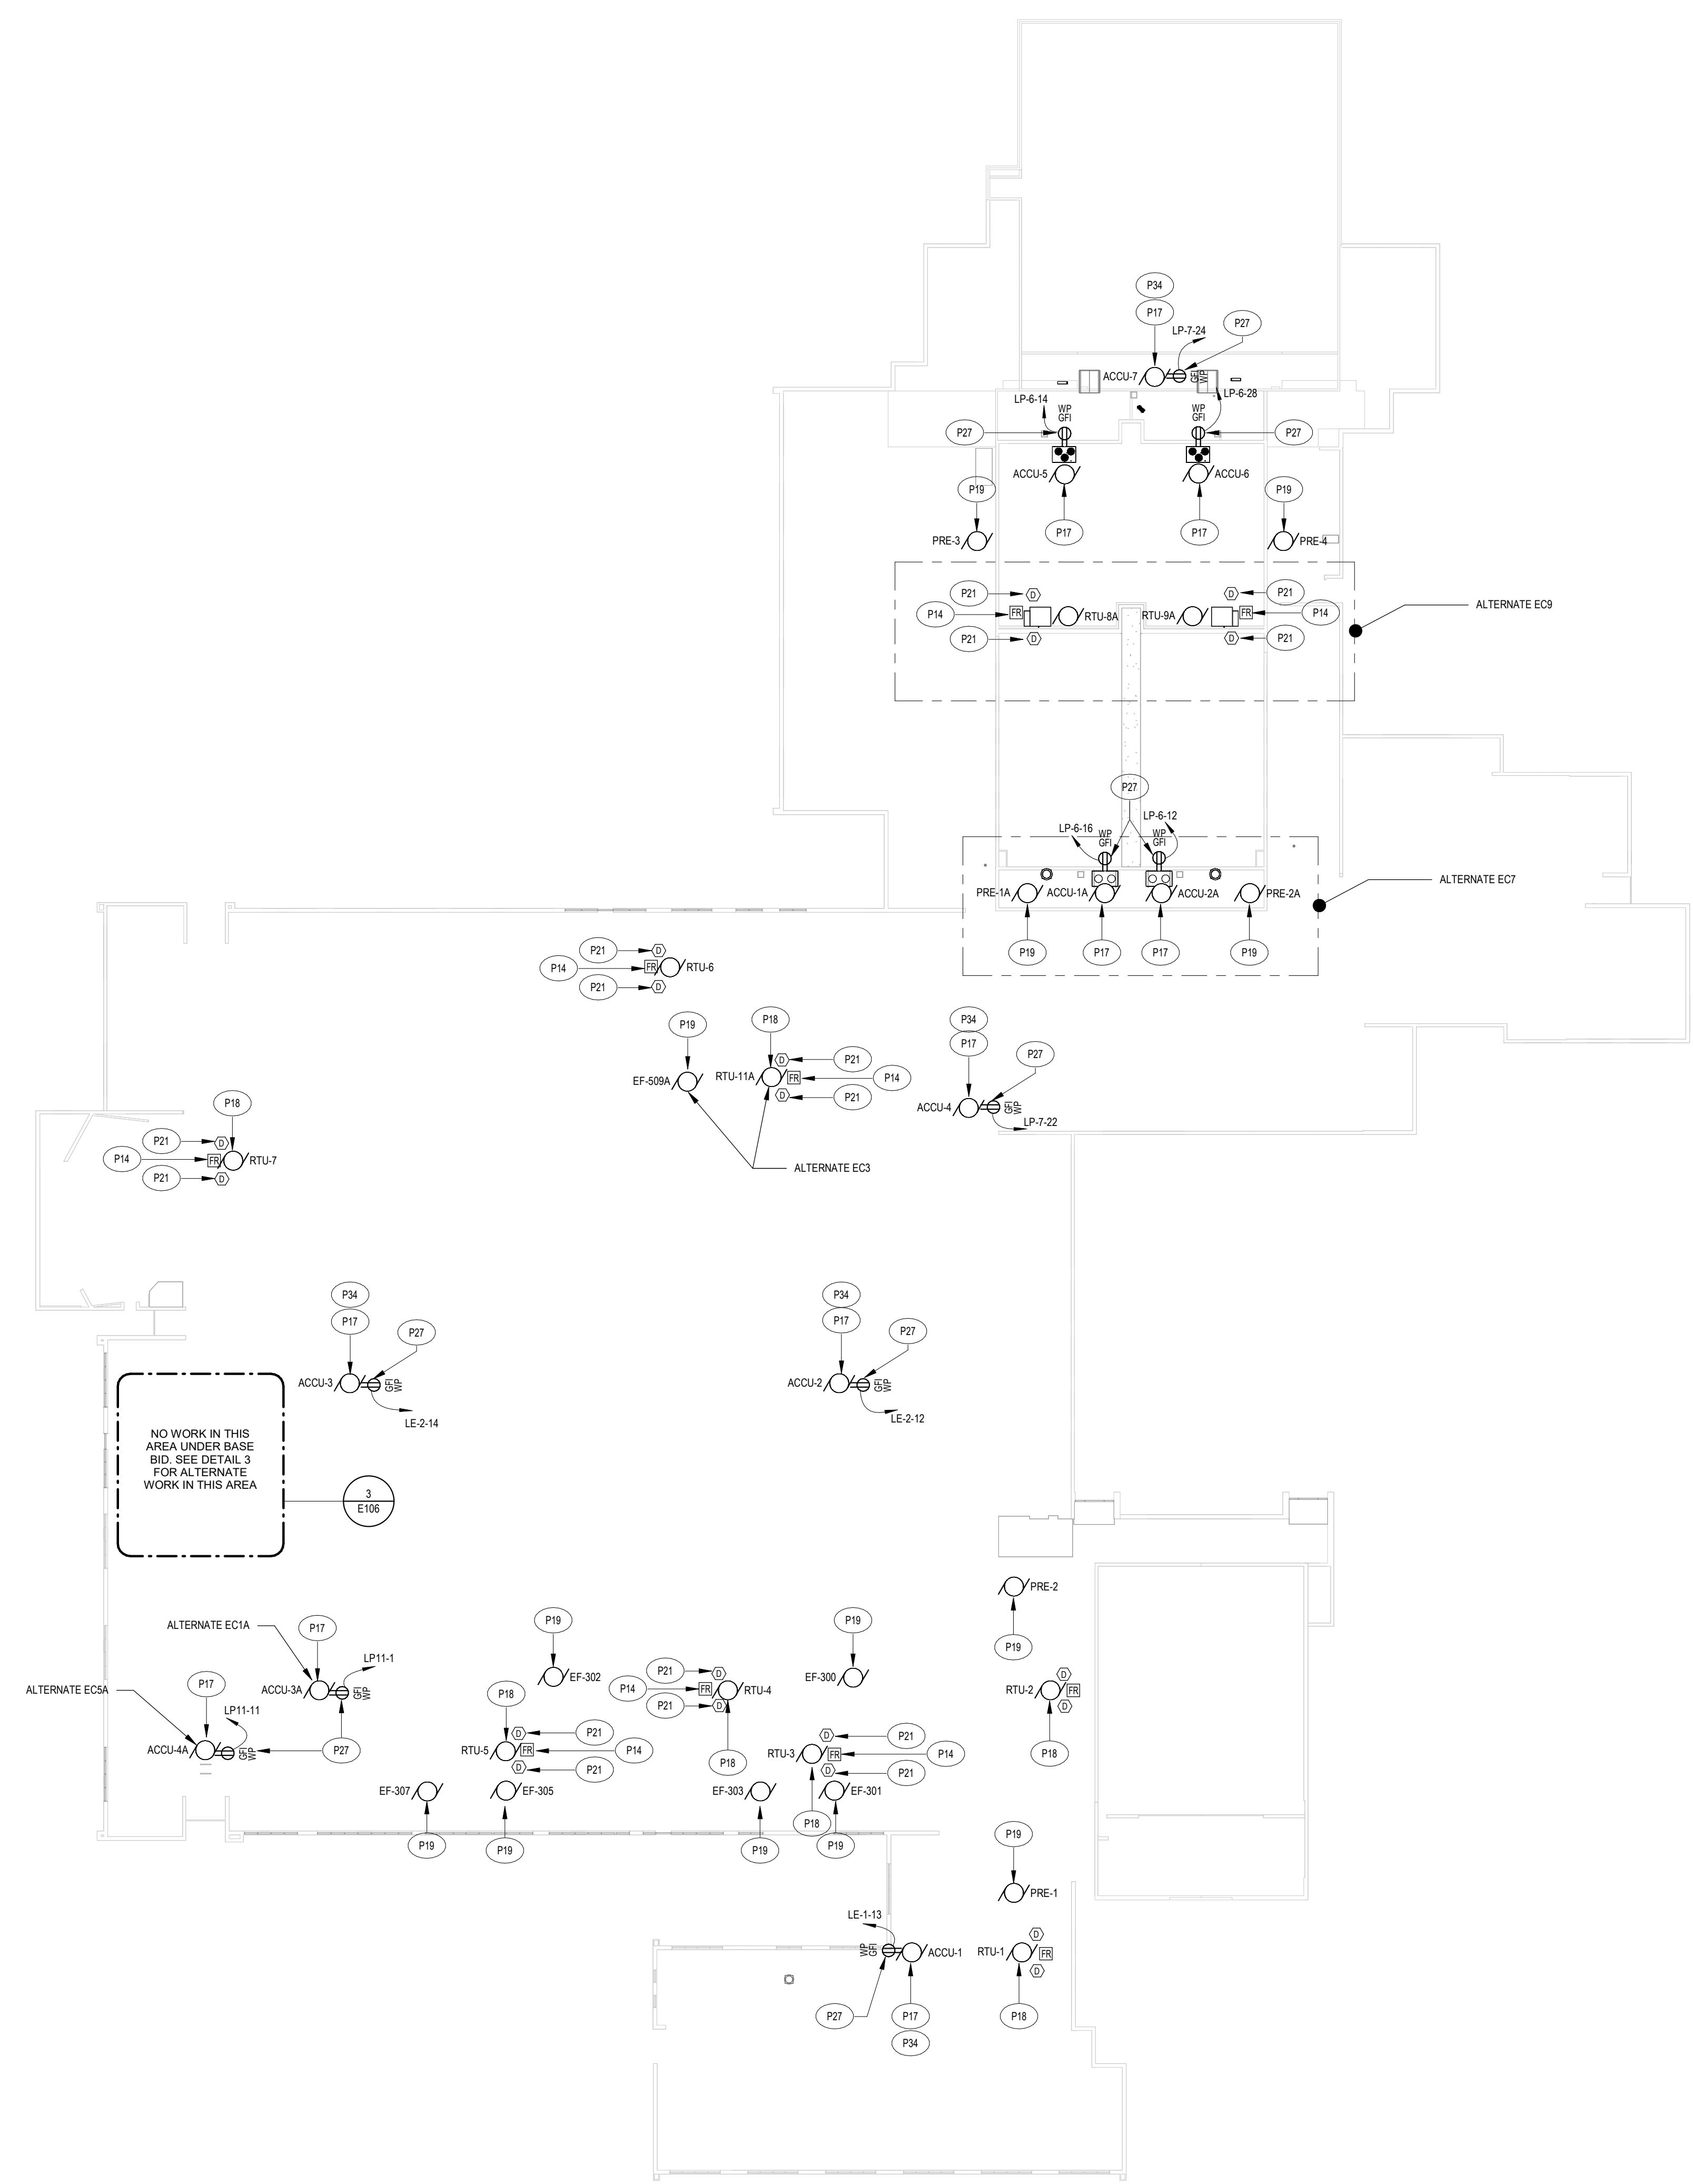 P34
P17
LP-7-24
P27
ACCU-7
GFI
WP
LP-6-14
WP
GFI
WP
GFI
LP-6-28
P27
P27
ACCU-5
ACCU-6
P19
P19
P17
P17
PRE-3
PRE-4
P21
D
D
P21
P14
FR
RTU-8A
RTU-9A
FR
P14
P21
D
D
P21
ALTERNATE EC9
P27
LP-6-16
LP-6-12
WP
GFI
WP
GFI
ALTERNATE EC7
PRE-1A
ACCU-1A
ACCU-2A
PRE-2A
P19
P17
P17
P19
P21
D
P14
FR
RTU-6
P21
D
P19
P18
EF-509A
RTU-11A
D
P21
FR
P14
D
P21
ALTERNATE EC3
P34
P17
P27
ACCU-4
GFI
WP
LP-7-22
P18
P21
D
P14
FR
RTU-7
P21
D
P34
P17
P27
ACCU-3
GFI
WP
LE-2-14
P34
P17
P27
ACCU-2
GFI
WP
LE-2-12
NO WORK IN THIS
AREA UNDER BASE
BID. SEE DETAIL 3
FOR ALTERNATE
WORK IN THIS AREA
3
E106
PRE-2
P19
ALTERNATE EC1A
P17
LP11-1
ACCU-3A
GFI
WP
ALTERNATE EC5A
P17
LP11-11
ACCU-4A
GFI
WP
P27
P19
EF-302
P21
D
P14
FR
RTU-4
P21
D
P18
P19
EF-300
D
RTU-2
FR
D
P18
P18
D
P21
RTU-5
FR
P14
D
P21
D
P21
RTU-3
FR
P14
D
P21
P18
EF-307
P19
EF-305
P19
EF-303
P19
EF-301
P19
P19
PRE-1
LE-1-13
WP
GFI
ACCU-1
P27
P17
P34
D
RTU-1
FR
D
P18